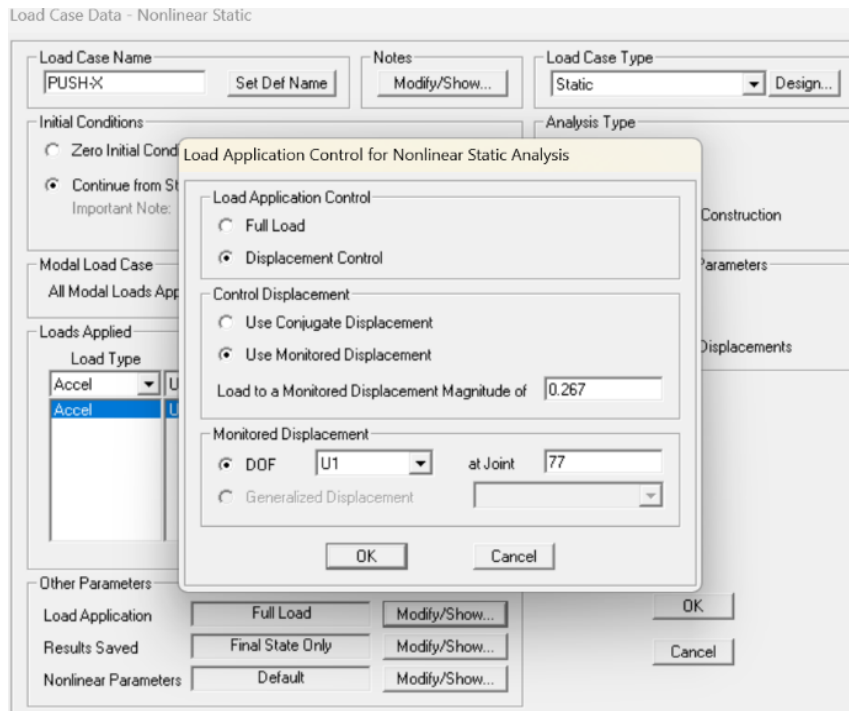 Load Case Data - Nonlinear Static
Load Case Name
PUSH-X
Set Def Name
Notes
Modify/Show...
Load Case Type
Static
Design...
Initial Conditions
Zero Initial Cond
Continue from St
Important Note:
Analysis Type
Construction
Modal Load Case
All Modal Loads App
Parameters
Displacements
Loads Applied
Load Type
Accel U
Accel U
Load Application Control for Nonlinear Static Analysis
Load Application Control
Full Load
Displacement Control
Control Displacement
Use Conjugate Displacement
Use Monitored Displacement
Load to a Monitored Displacement Magnitude of 0.267
Monitored Displacement
DOF U1 at Joint 77
Generalized Displacement
OK Cancel
Other Parameters
Load Application Full Load Modify/Show...
Results Saved Final State Only Modify/Show...
Nonlinear Parameters Default Modify/Show...
OK
Cancel